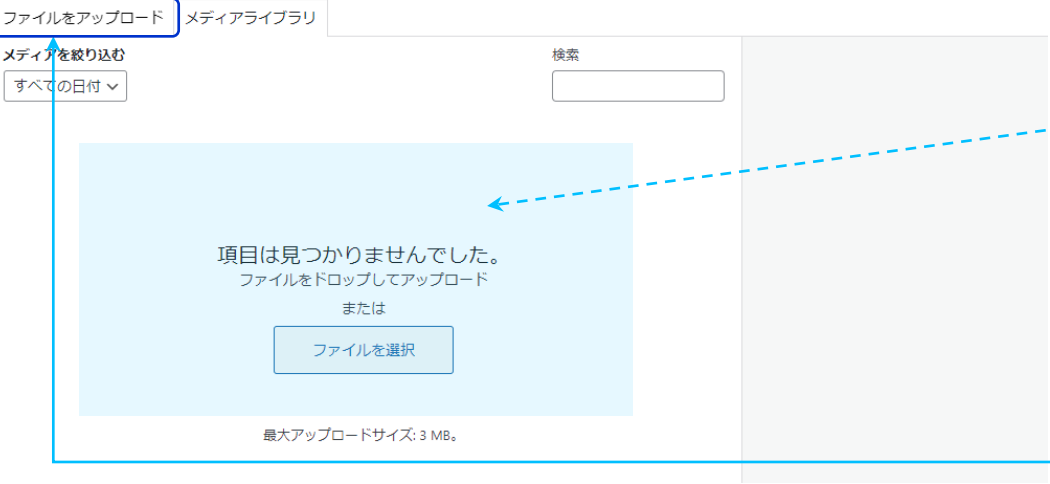 ファイルをアップロード メディアライブラリ
メディアを絞り込む 検索
すべての日付
項目は見つかりませんでした。
ファイルをドロップしてアップロード
または
ファイルを選択
最大アップロードサイズ: 3 MB。